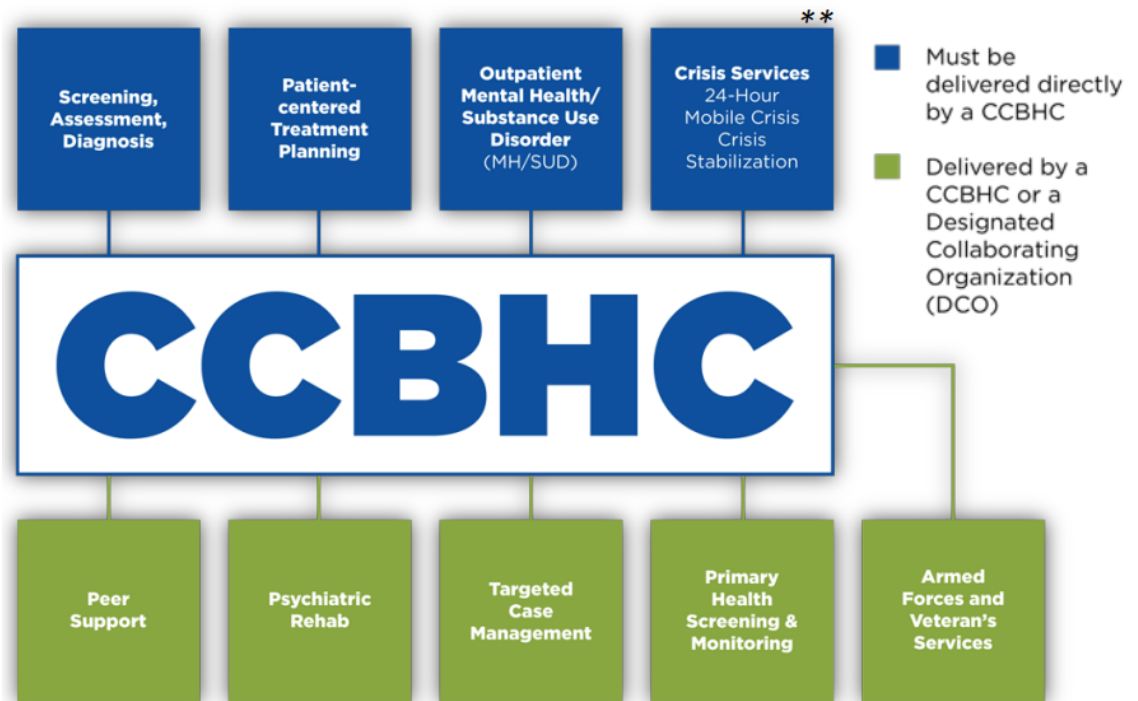 **
Screening,
Assessment,
Diagnosis
Patient-
centered
Treatment
Planning
Outpatient
Mental Health/
Substance Use
Disorder
(MH/SUD)
Crisis Services
24-Hour
Mobile Crisis
Crisis
Stabilization
Must be
delivered directly
by a CCBHC
Delivered by a
CCBHC or a
Designated
Collaborating
Organization
(DCO)
CCBHC
Peer
Support
Psychiatric
Rehab
Targeted
Case
Management
Primary
Health
Screening &
Monitoring
Armed
Forces and
Veteran's
Services